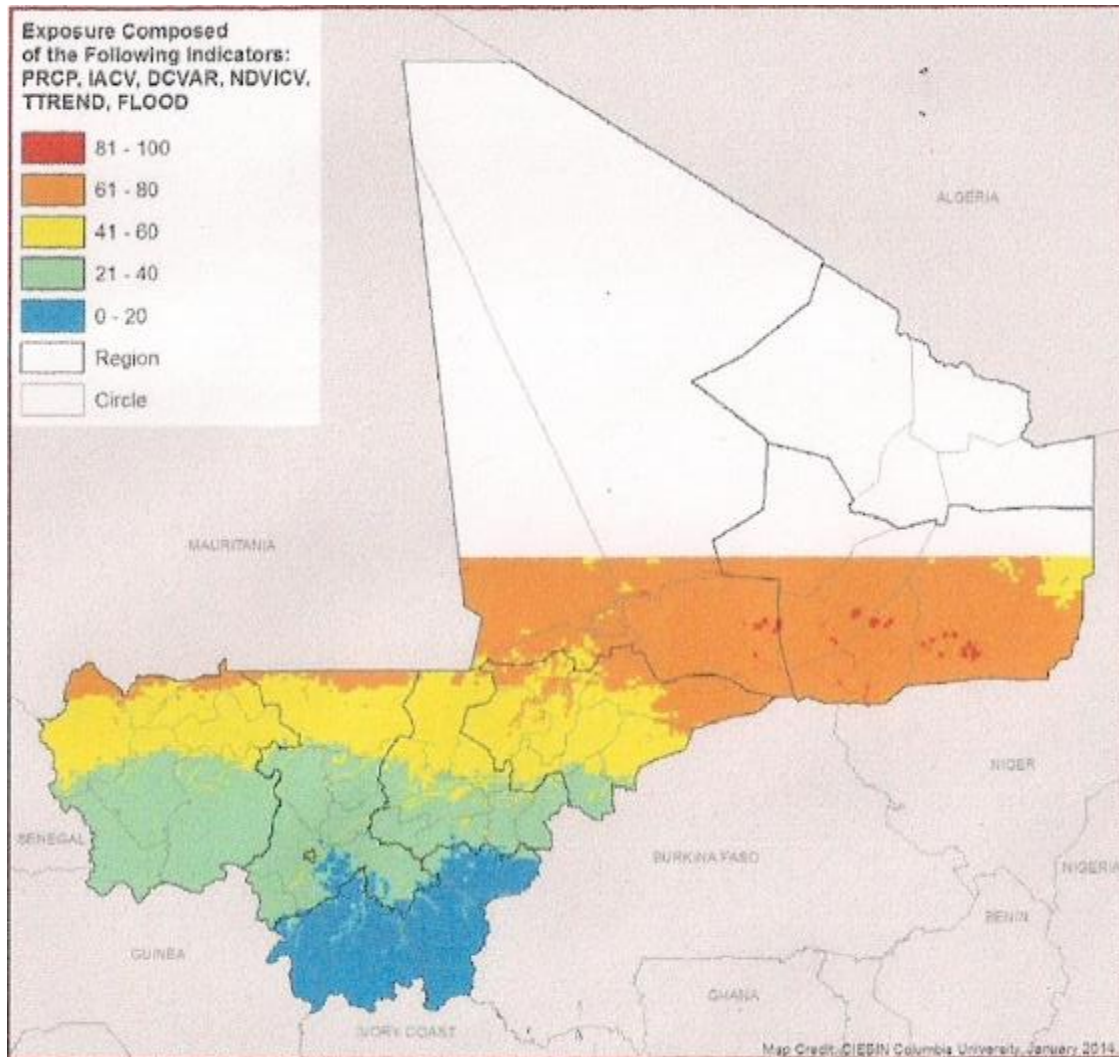 Exposure Composed
of the Following Indicators:
PRCP, IACV, DCVAR, NDVICV,
TTREND, FLOOD
81 - 100
61 - 80
41 - 60
21 - 40
0 - 20
Region
Circle
ALGERIA
MAURITANIA
NIGER
SENEGAL
BURKINA FASO
NIGERIA
BENIN
GUINEA
GHANA
IVORY COAST
Map Credit: CIESIN Columbia University, January 2014